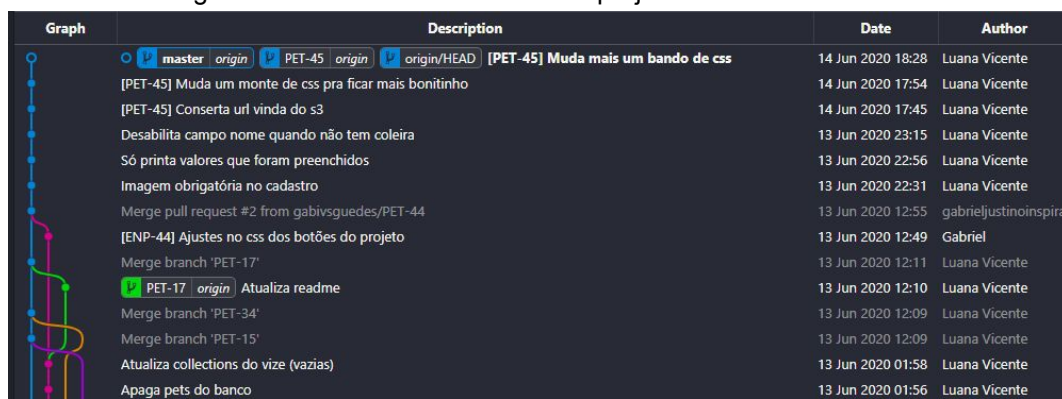 Graph Description Date Author
master origin PET-45 origin origin/HEAD [PET-45] Muda mais um bando de css 14 Jun 2020 18:28 Luana Vicente
[PET-45] Muda um monte de css pra ficar mais bonitinho 14 Jun 2020 17:54 Luana Vicente
[PET-45] Conserta url vinda do s3 14 Jun 2020 17:45 Luana Vicente
Desabilita campo nome quando não tem coleira 13 Jun 2020 23:15 Luana Vicente
Só printa valores que foram preenchidos 13 Jun 2020 22:56 Luana Vicente
Imagem obrigatória no cadastro 13 Jun 2020 22:31 Luana Vicente
Merge pull request #2 from gabivsguedes/PET-44 13 Jun 2020 12:55 gabrieljustinoinspira
[ENP-44] Ajustes no css dos botões do projeto 13 Jun 2020 12:49 Gabriel
Merge branch 'PET-17' 13 Jun 2020 12:11 Luana Vicente
PET-17 origin Atualiza readme 13 Jun 2020 12:10 Luana Vicente
Merge branch 'PET-34' 13 Jun 2020 12:09 Luana Vicente
Merge branch 'PET-15' 13 Jun 2020 12:09 Luana Vicente
Atualiza collections do vize (vazias) 13 Jun 2020 01:58 Luana Vicente
Apaga pets do banco 13 Jun 2020 01:56 Luana Vicente